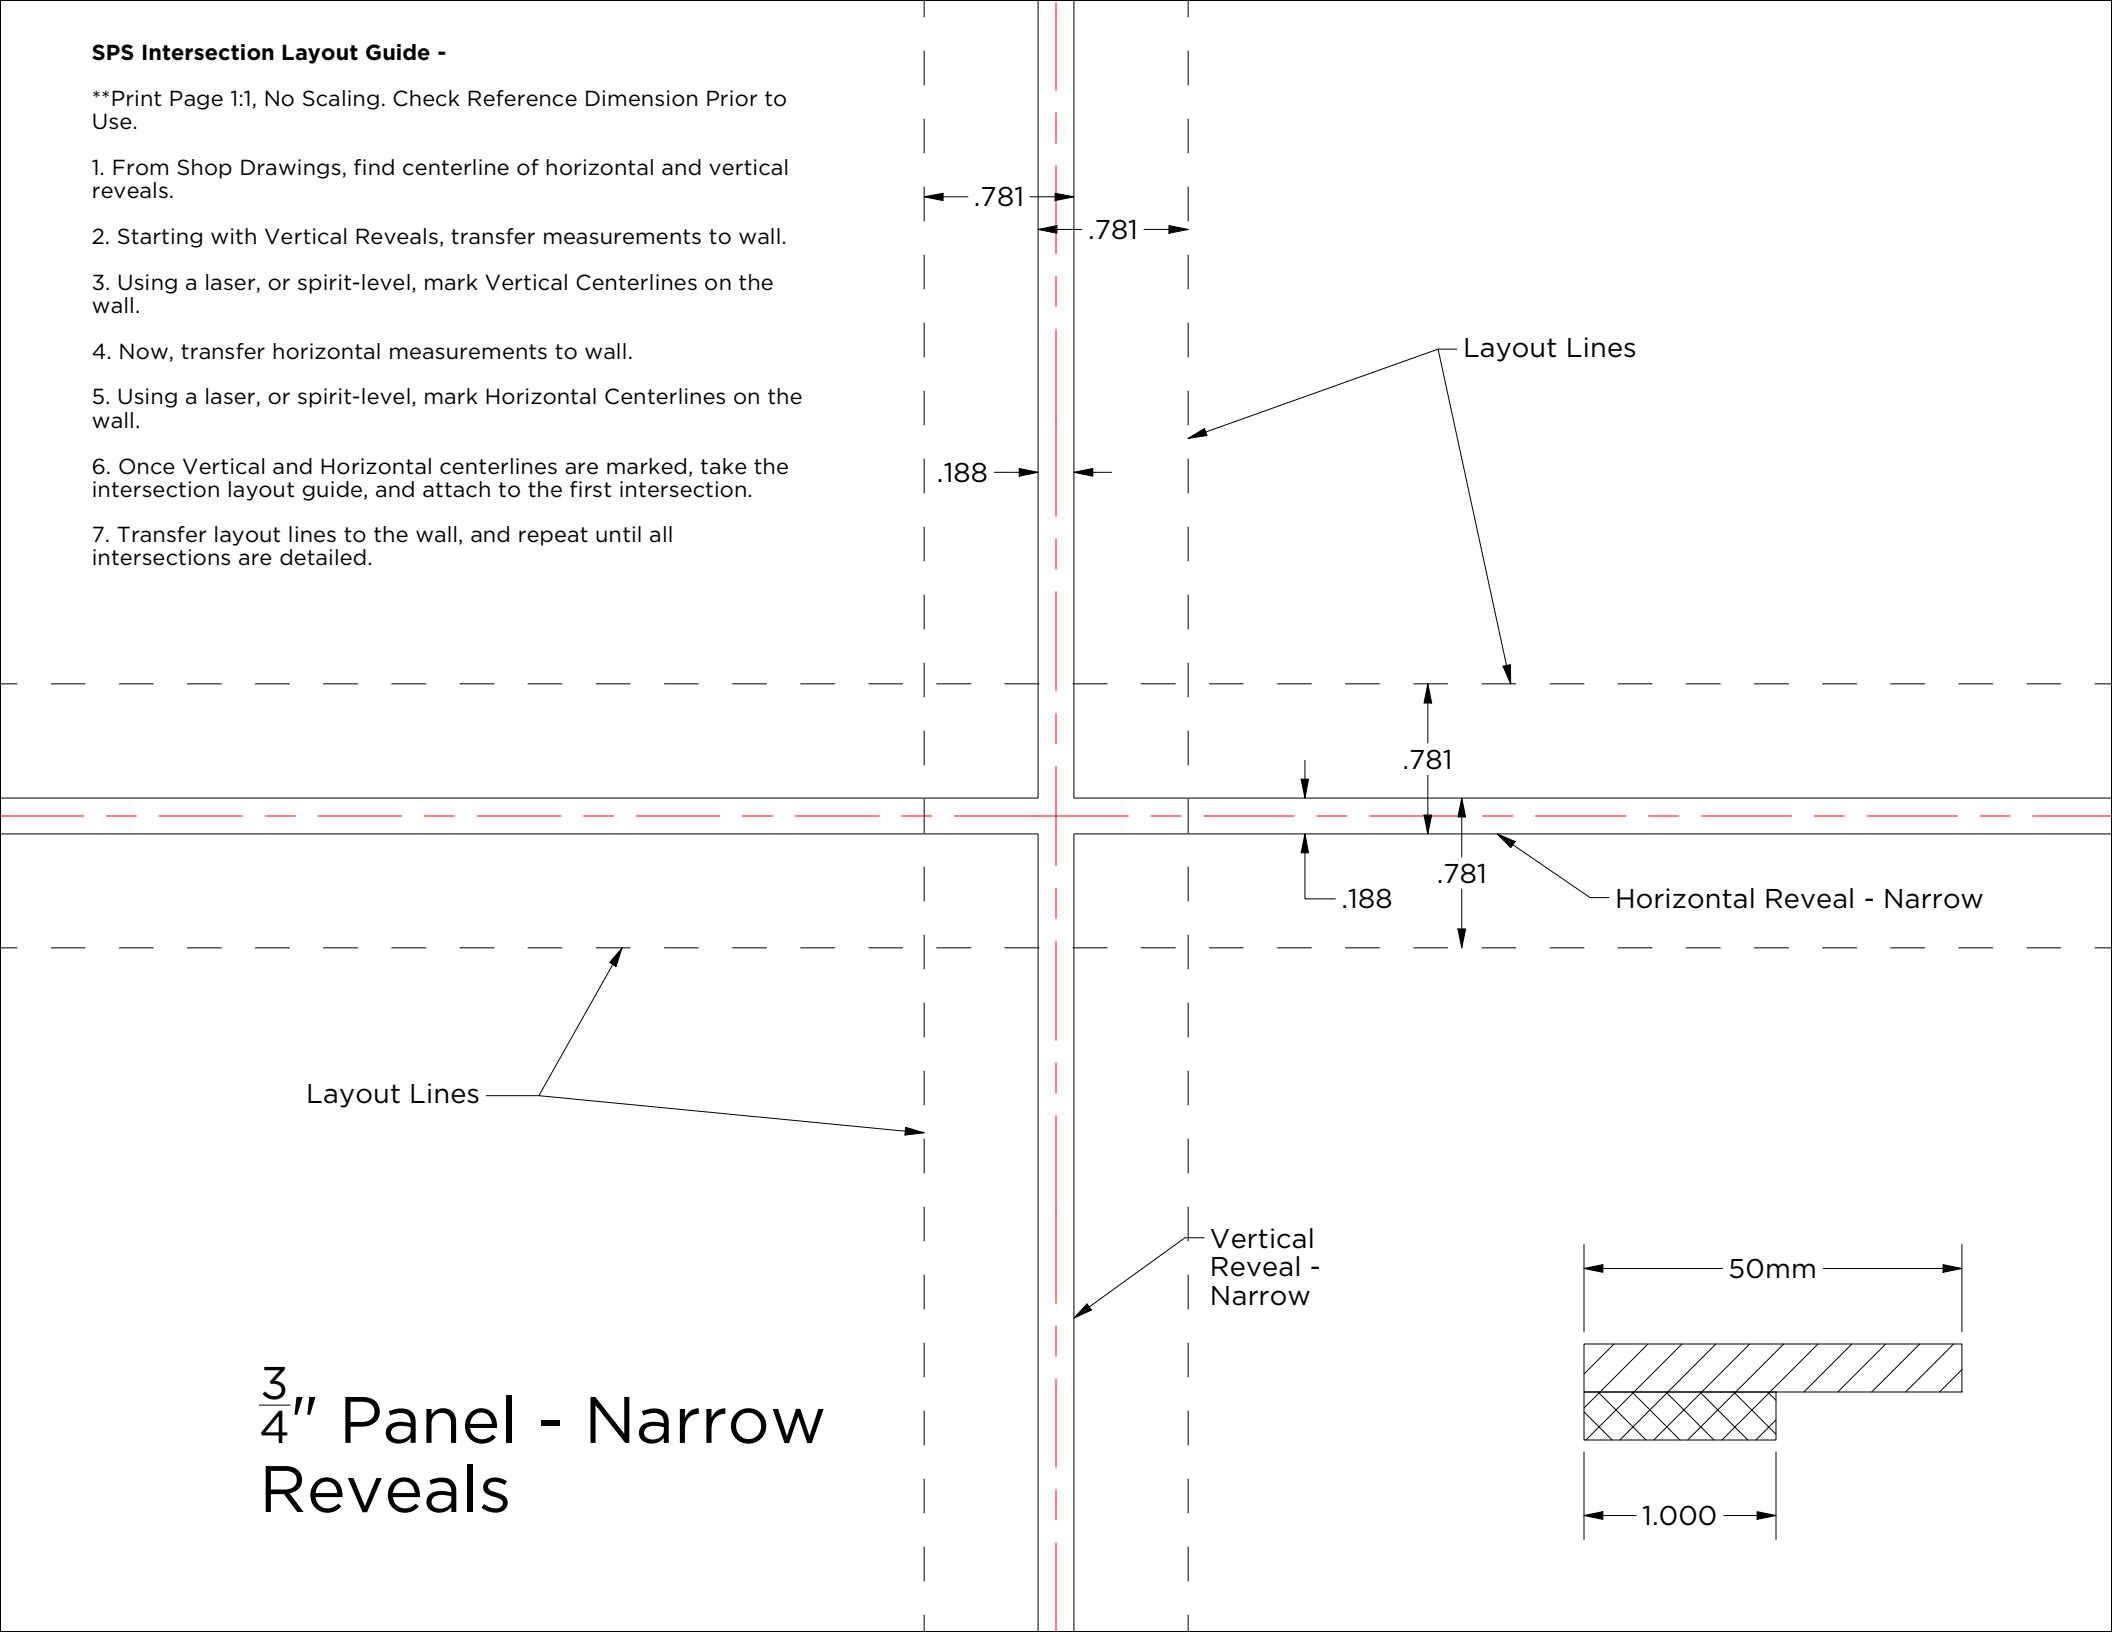 SPS Intersection Layout Guide -
**Print Page 1:1, No Scaling. Check Reference Dimension Prior to
Use.
1. From Shop Drawings, find centerline of horizontal and vertical
reveals.
2. Starting with Vertical Reveals, transfer measurements to wall.
3. Using a laser, or spirit-level, mark Vertical Centerlines on the
wall.
4. Now, transfer horizontal measurements to wall.
5. Using a laser, or spirit-level, mark Horizontal Centerlines on the
wall.
6. Once Vertical and Horizontal centerlines are marked, take the
intersection layout guide, and attach to the first intersection.
7. Transfer layout lines to the wall, and repeat until all
intersections are detailed.
.781
.781
Layout Lines
.188
.781
.781
.188
Horizontal Reveal - Narrow
Layout Lines
Vertical
Reveal -
Narrow
50mm
3/4" Panel - Narrow
Reveals
1.000